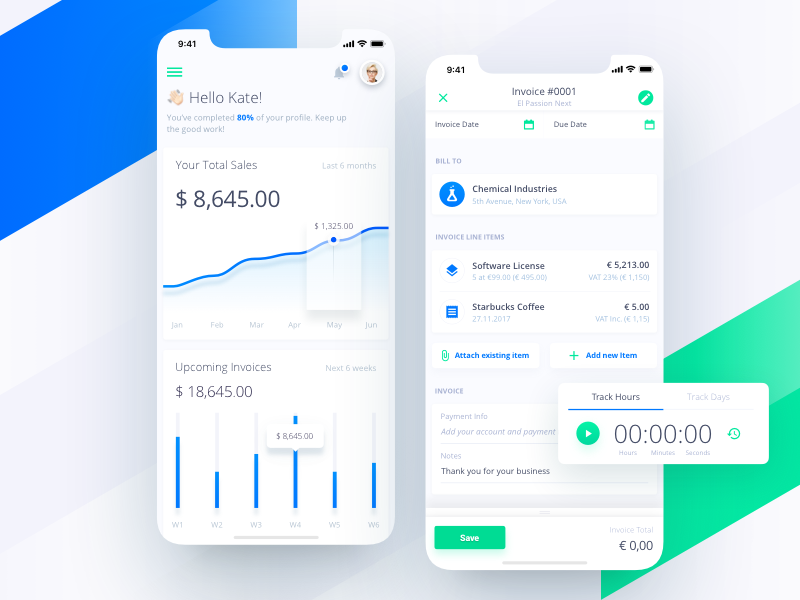 9:41
Hello Kate!
You've completed 80% of your profile. Keep up
the good work!
Your Total Sales
Last 6 months
$ 8,645.00
$ 1,325.00
Jan Feb Mar Apr May Jun
Upcoming Invoices
Next 6 weeks
$ 18,645.00
$ 8,645.00
W1 W2 W3 W4 W5 W6
9:41
Invoice #0001
El Passion Next
Invoice Date
Due Date
BILL TO
Chemical Industries
5th Avenue, New York, USA
INVOICE LINE ITEMS
Software License
€ 5,213.00
5 at €99.00 (€ 495.00)
VAT 23% (€ 1,150)
Starbucks Coffee
€ 5.00
27.11.2017
VAT Inc. (€ 1,15)
Attach existing item
Add new Item
INVOICE
Payment info
Add your account and payment
Notes
Thank you for your business
Track Hours
Track Days
00:00:00
Hours Minutes Seconds
Save
Invoice Total
€ 0,00